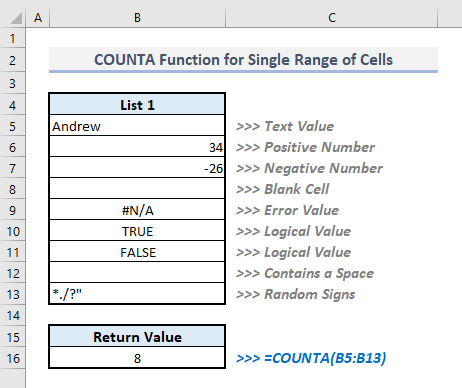 A B C
1
2 COUNTA Function for Single Range of Cells
3
4 List 1
5 Andrew >>> Text Value
6 34 >>> Positive Number
7 -26 >>> Negative Number
8 >>> Blank Cell
9 #N/A >>> Error Value
10 TRUE >>> Logical Value
11 FALSE >>> Logical Value
12 >>> Contains a Space
13 *./?" >>> Random Signs
14
15 Return Value
16 8 >>> =COUNTA(B5:B13)